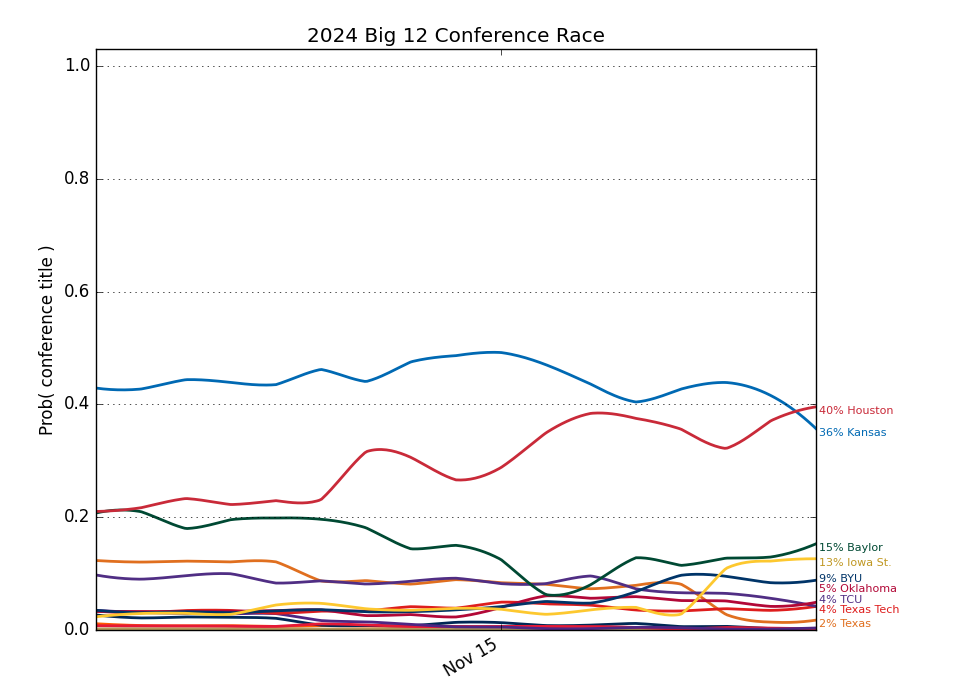 2024 Big 12 Conference Race
Prob( conference title )
1.0
0.8
0.6
0.4
0.2
0.0
Nov 15
40% Houston
36% Kansas
15% Baylor
13% Iowa St.
9% BYU
5% Oklahoma
4% TCU
4% Texas Tech
2% Texas